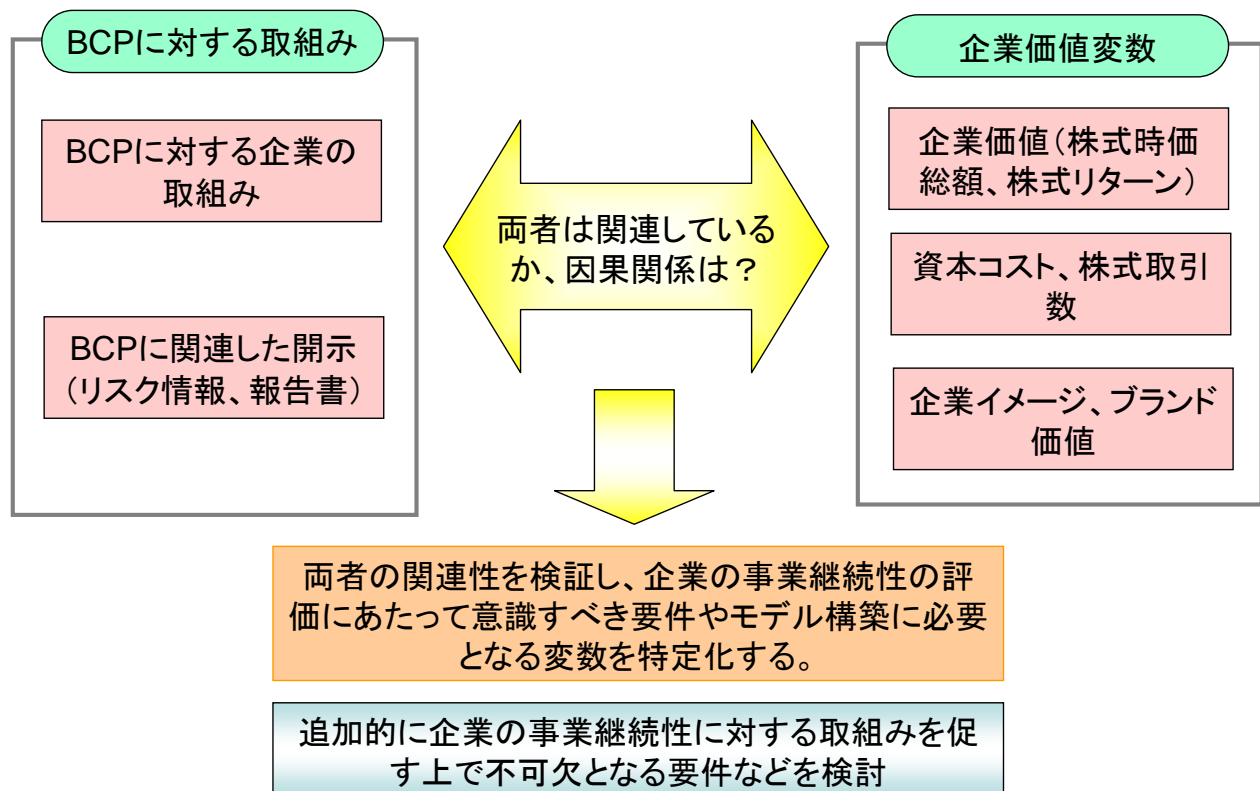 BCPに対する取組み
BCPに対する企業の
取組み
BCPに関連した開示
（リスク情報、報告書）
両者は関連している
か、因果関係は？
企業価値変数
企業価値（株式時価
総額、株式リターン）
資本コスト、株式取引
数
企業イメージ、ブランド
価値
両者の関連性を検証し、企業の事業継続性の評
価にあたって意識すべき要件やモデル構築に必要
となる変数を特定化する。
追加的に企業の事業継続性に対する取組みを促
す上で不可欠となる要件などを検討